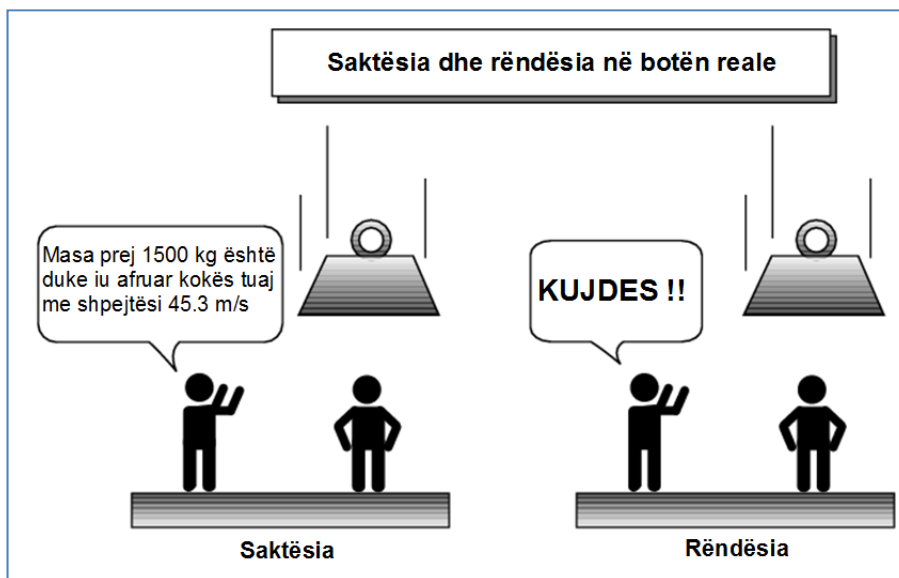 Saktësia dhe rëndësia në botën reale
Masa prej 1500 kg është
duke iu afruar kokës tuaj
me shpejtësi 45.3 m/s
KUJDES !!
Saktësia
Rëndësia